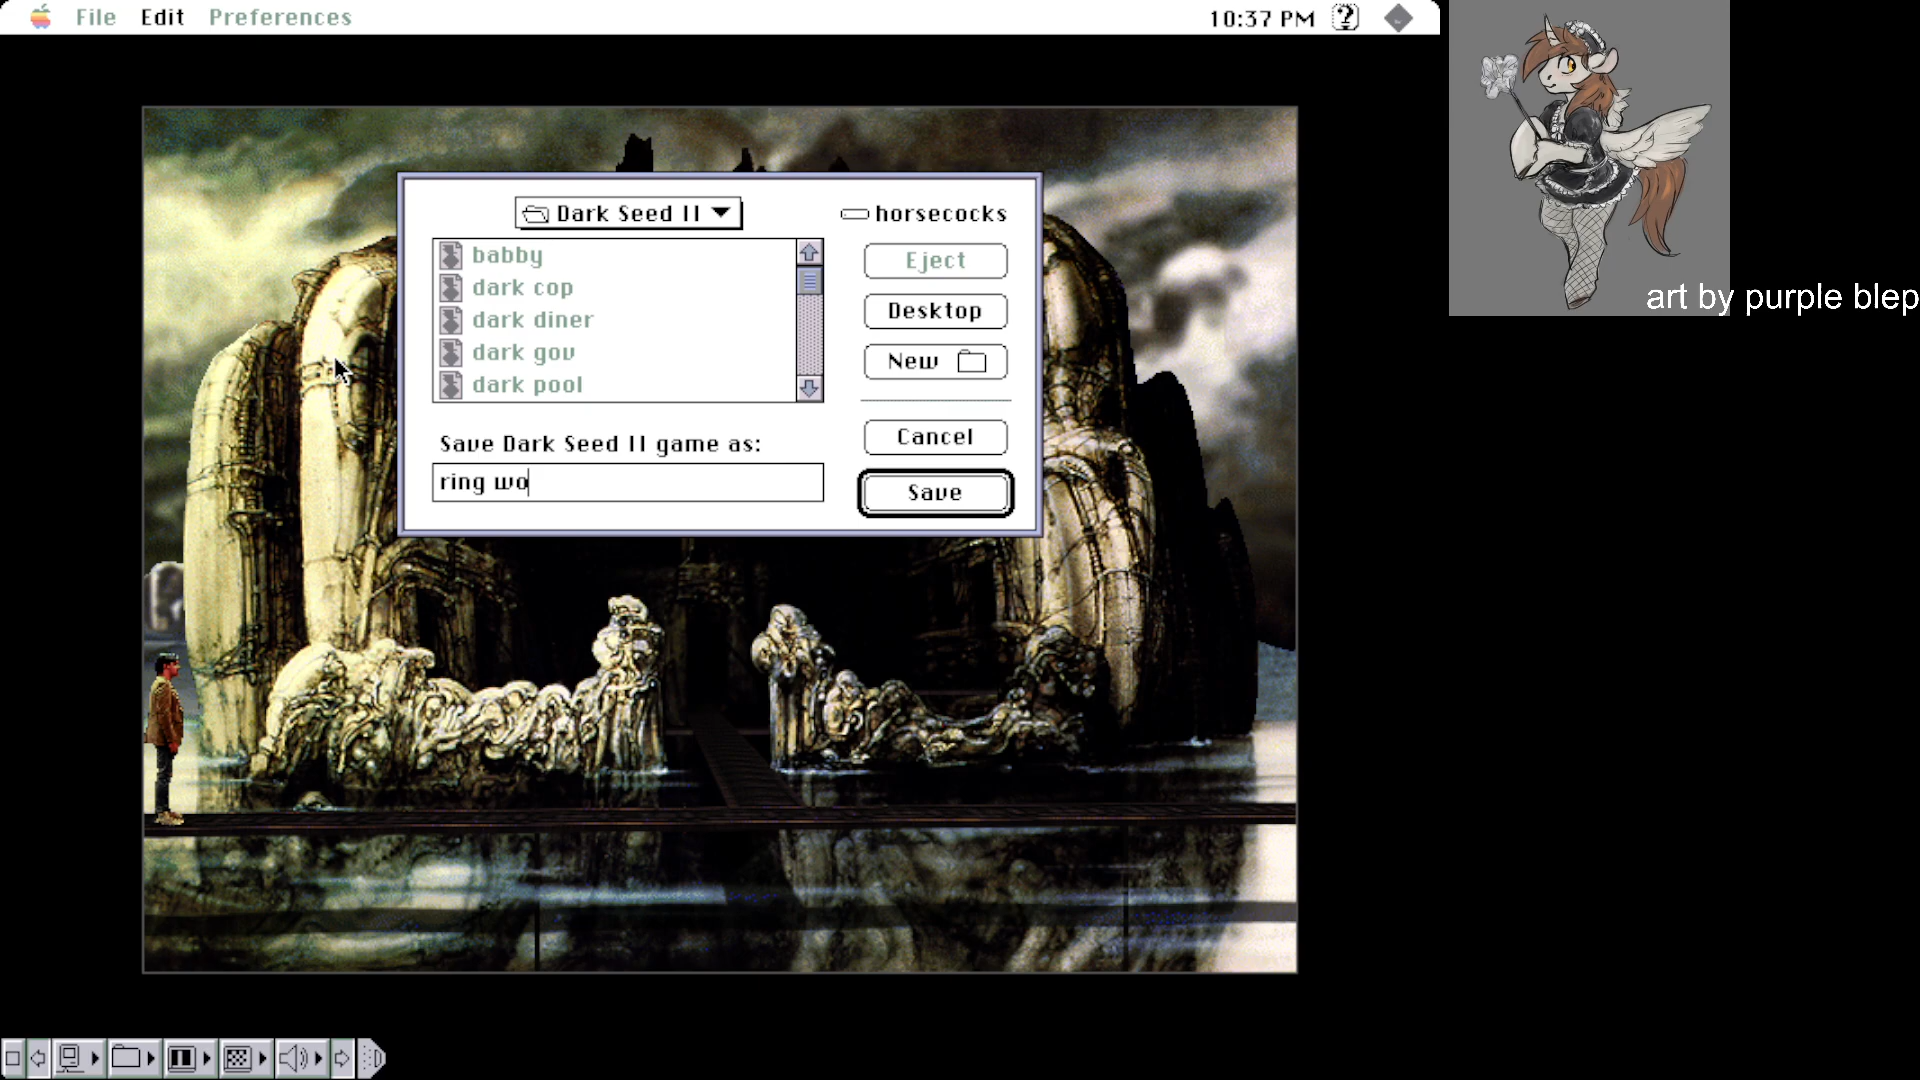 File Edit Preferences 10:37 PM
Dark Seed II
horsecocks
babby
dark cop
dark diner
dark gov
dark pool
Eject
Desktop
New
Cancel
Save Dark Seed II game as:
ring wo
Save
art by purple blep